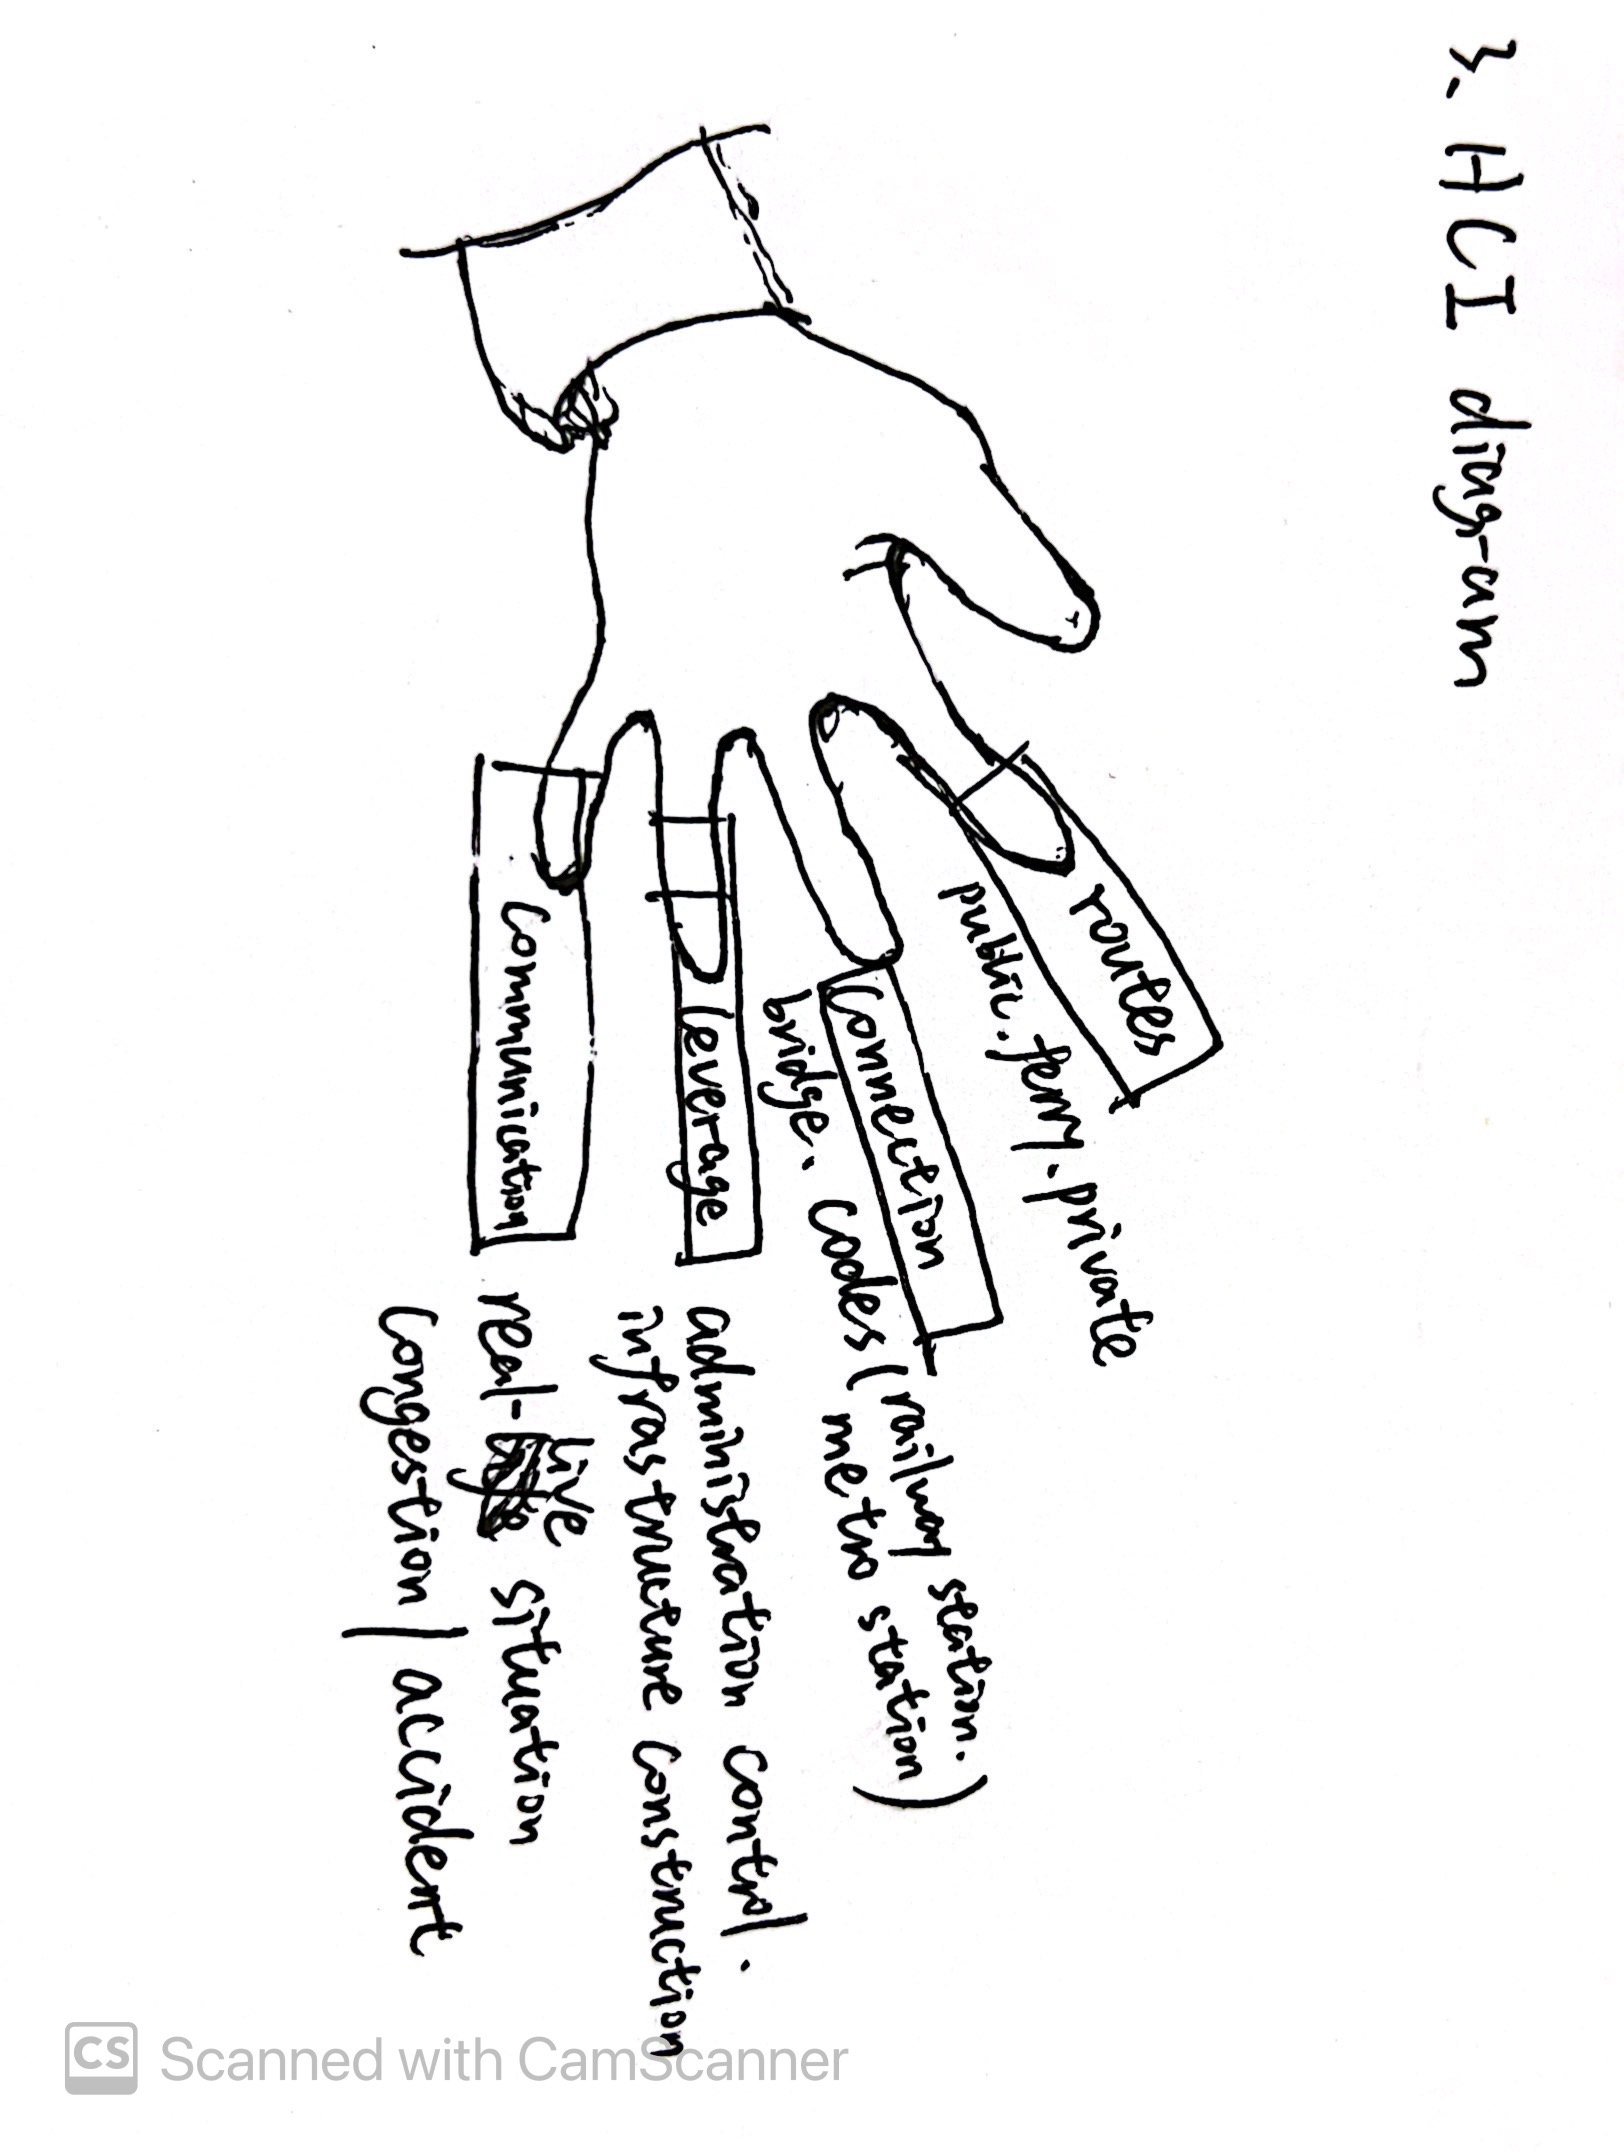 3. HCI diagram
routes
public. semi. private
Connection
bridge. codes (railway station.
metro station)
leverage
administration control.
infrastructure construction
Communication
real-live situation
Congestion / accident
CS Scanned with CamScanner